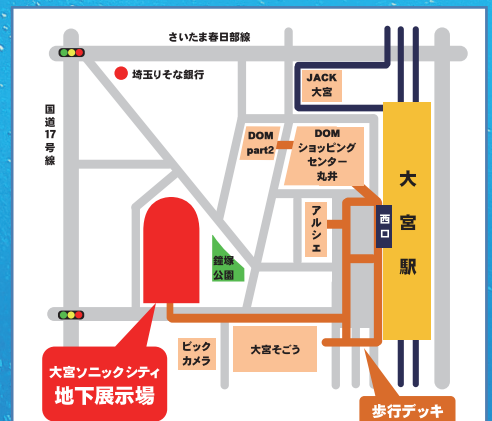 さいたま春日部線
埼玉りそな銀行
JACK
大宮
国道17号線
DOM
part2
DOM
ショッピング
センター
丸井
大宮駅
西口
アルシェ
鐘塚
公園
ビック
カメラ
大宮そごう
大宮ソニックシティ
地下展示場
歩行デッキ